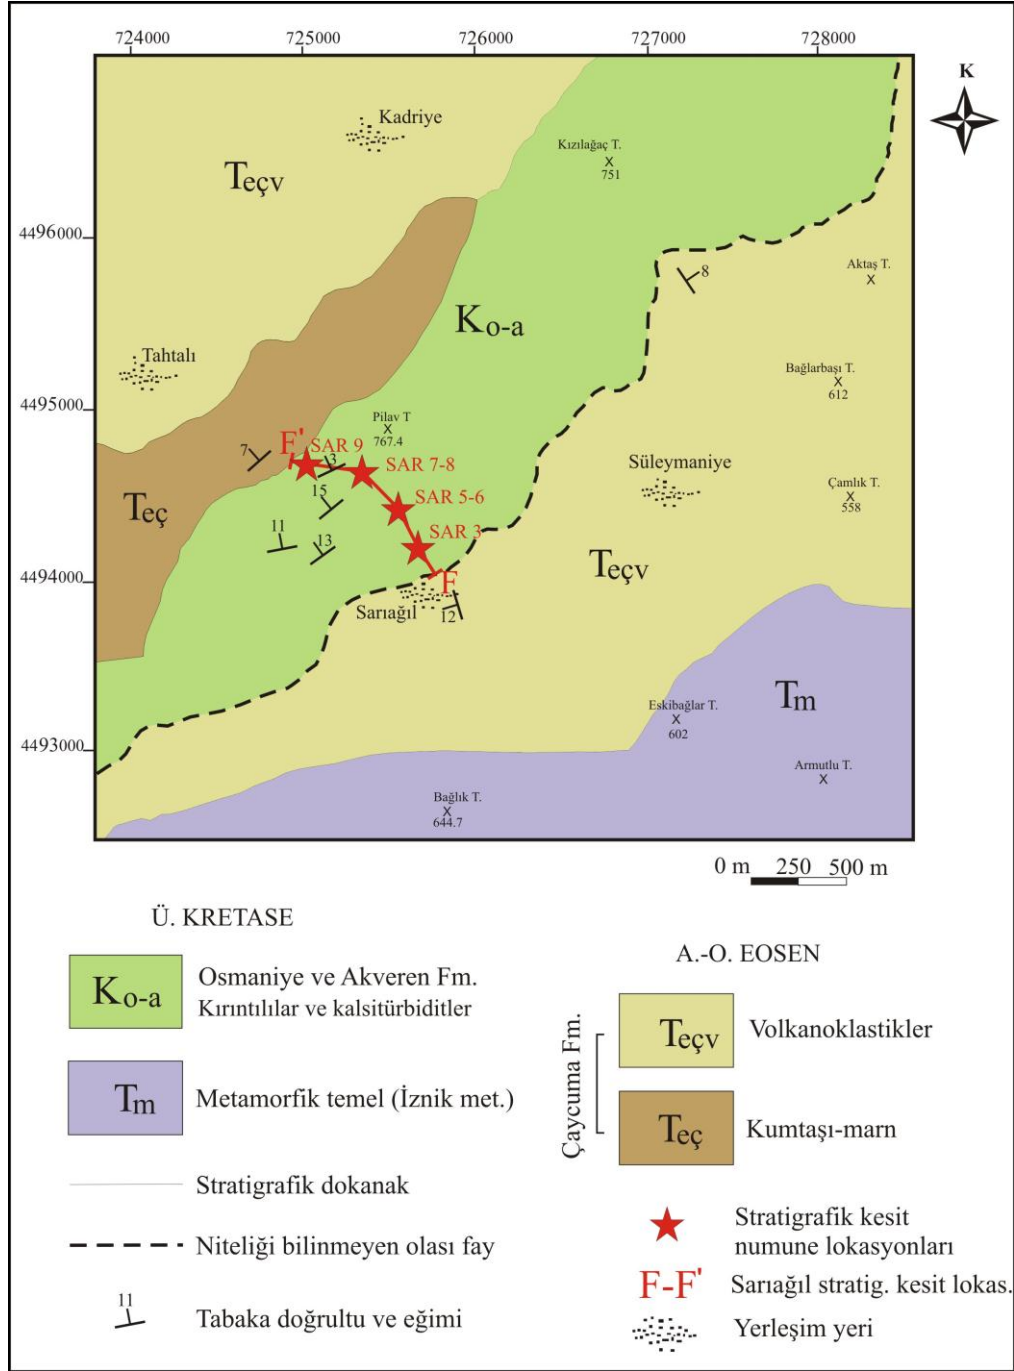 724000 725000 726000 727000 728000
K
Kadriye
Kızılağaç T.
751
Teçv
4496000
Aktaş T.
8
Ko-a
Tahtalı
Bağlarbaşı T.
612
4495000
Pilav T
767.4
7
F'
SAR 9
3
SAR 7-8
Süleymaniye
Çamlık T.
558
15
SAR 5-6
Teç
11
13
SAR 3
Teçv
4494000
F
Sarıağıl
12
Tm
Eskibağlar T.
602
4493000
Armutlu T.
Bağlık T.
644.7
0 m 250 500 m
Ü. KRETASE
Ko-a
Osmaniye ve Akveren Fm.
Kırıntılılar ve kalsitürbiditler
Tm
Metamorfik temel (İznik met.)
Stratigrafik dokanak
Niteliği bilinmeyen olası fay
11
Tabaka doğrultu ve eğimi
A.-O. EOSEN
Çaycuma Fm.
Teçv
Volkanoklastikler
Teç
Kumtaşı-marn
Stratigrafik kesit
numune lokasyonları
F-F'
Sarıağıl stratig. kesit lokas.
Yerleşim yeri